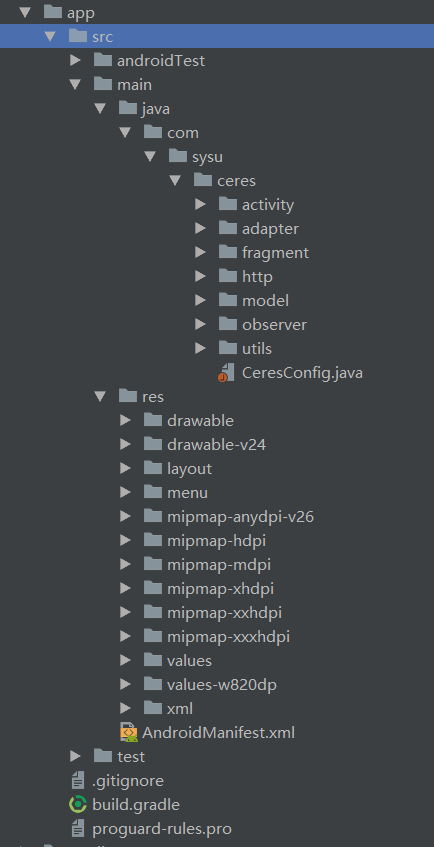 app
src
androidTest
main
java
com
sysu
ceres
activity
adapter
fragment
http
model
observer
utils
CeresConfig.java
res
drawable
drawable-v24
layout
menu
mipmap-anydpi-v26
mipmap-hdpi
mipmap-mdpi
mipmap-xhdpi
mipmap-xxhdpi
mipmap-xxxhdpi
values
values-w820dp
xml
AndroidManifest.xml
test
.gitignore
build.gradle
proguard-rules.pro